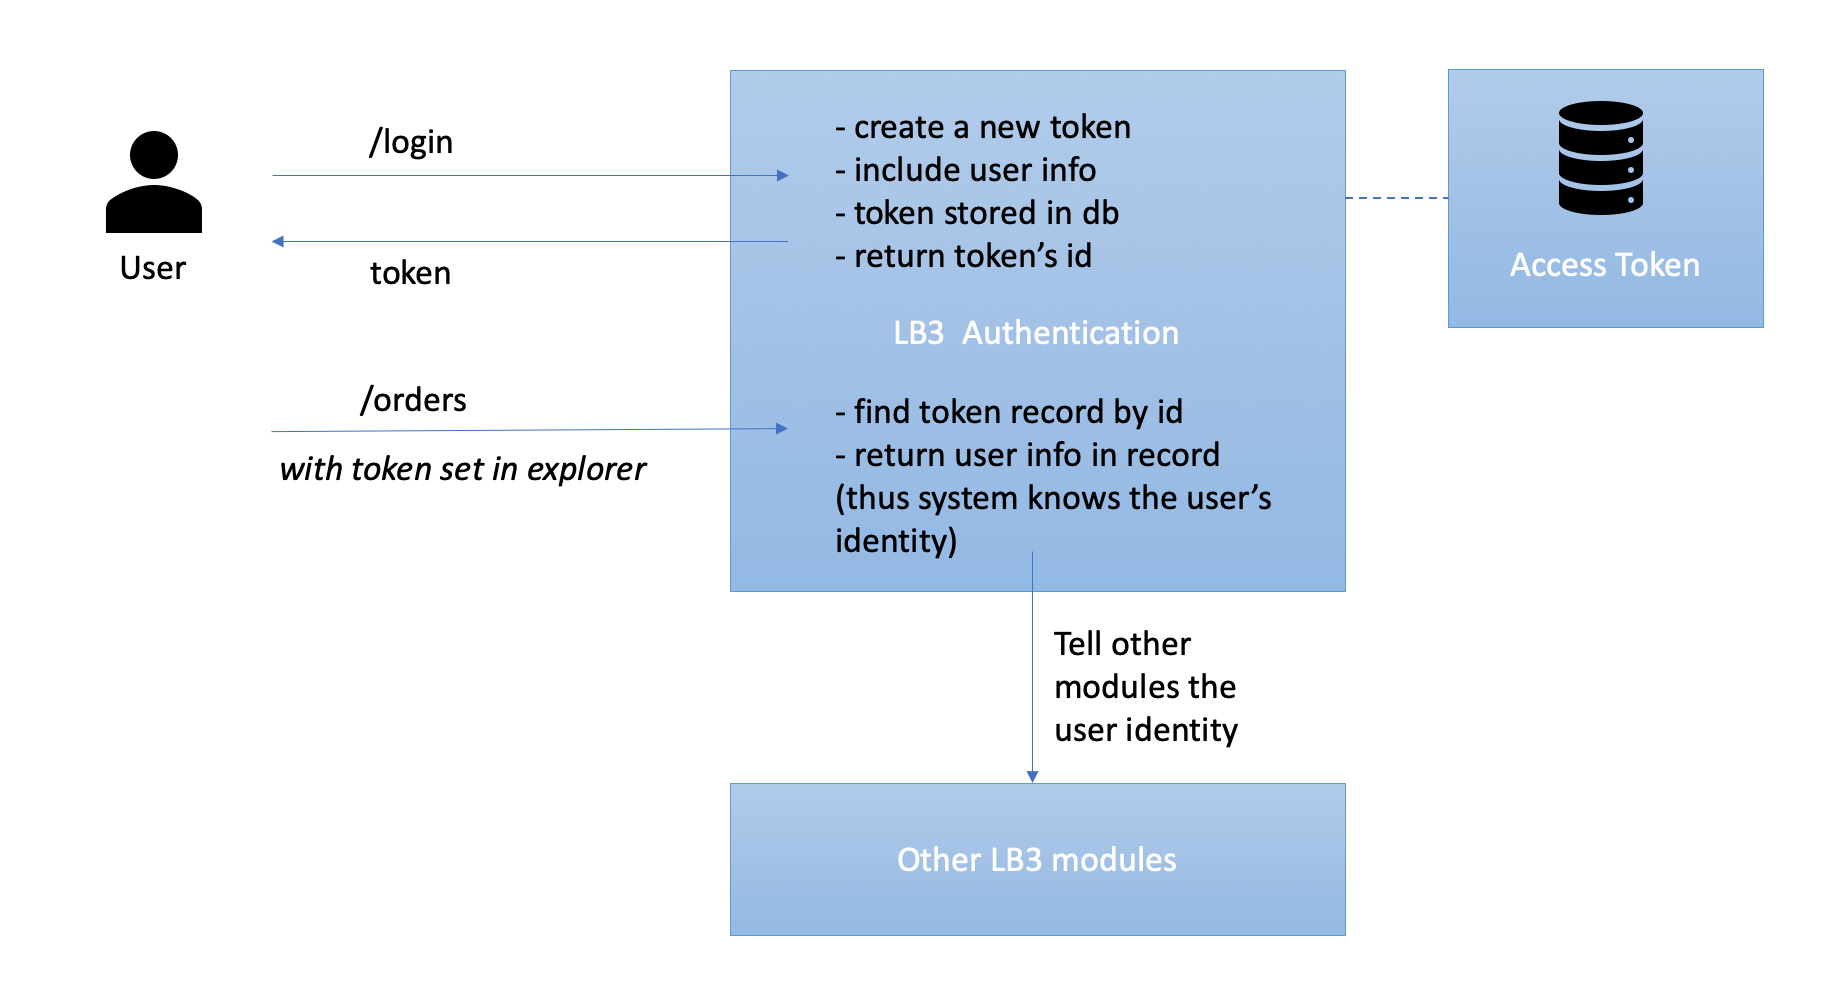 /login
- create a new token
- include user info
- token stored in db
- return token’s id
User
token
Access Token
LB3  Authentication
/orders
with token set in explorer
- find token record by id
- return user info in record
(thus system knows the user’s
identity)
Tell other
modules the
user identity
Other LB3 modules